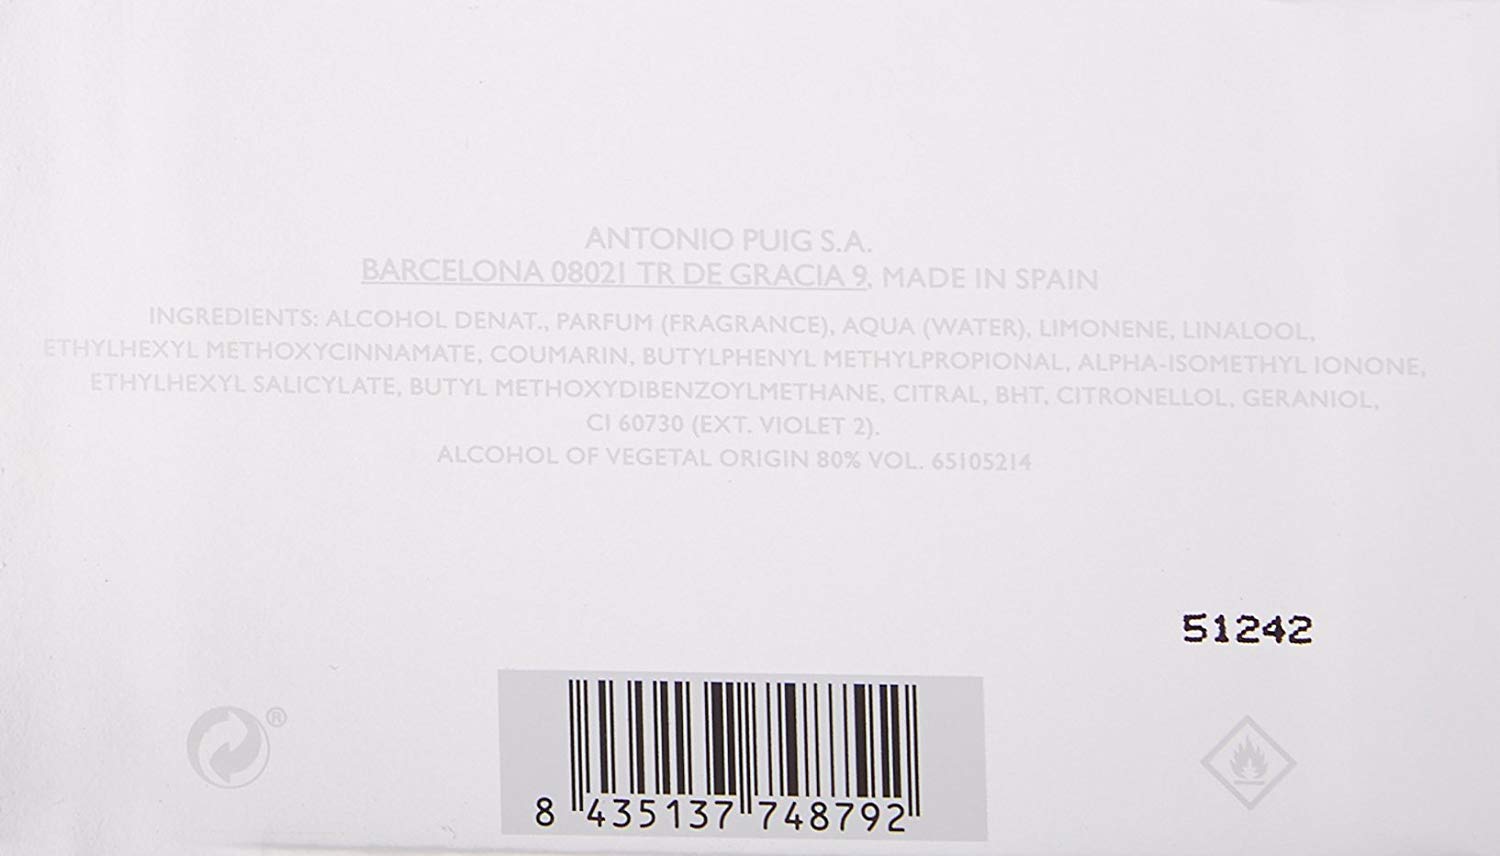 ANTONIO PUIG S.A.
BARCELONA 08021 TR DE GRACIA 9, MADE IN SPAIN
INGREDIENTS: ALCOHOL DENAT., PARFUM (FRAGRANCE), AQUA (WATER), LIMONENE, LINALOOL,
ETHYLHEXYL METHOXYCINNAMATE, COUMARIN, BUTYLPHENYL METHYLPROPIONAL, ALPHA-ISOMETHYL IONONE,
ETHYLHEXYL SALICYLATE, BUTYL METHOXYDIBENZOYLMETHANE, CITRAL, BHT, CITRONELLOL, GERANIOL,
CI 60730 (EXT. VIOLET 2).
ALCOHOL OF VEGETAL ORIGIN 80% VOL. 65105214
51242
®
8 435137 748792